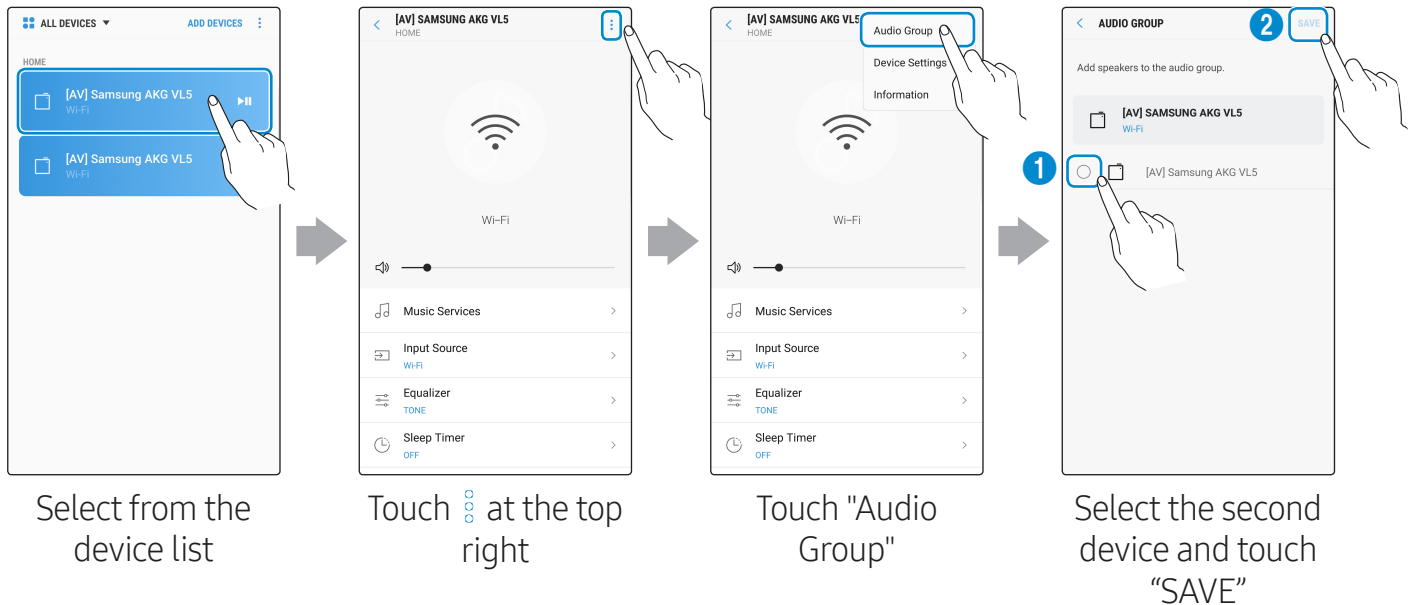 ALL DEVICES
ADD DEVICES
HOME
[AV] Samsung AKG VL5
Wi-Fi
[AV] Samsung AKG VL5
Wi-Fi
Select from the
device list
[AV] SAMSUNG AKG VL5
HOME
Wi-Fi
Music Services
Input Source
Wi-Fi
Equalizer
TONE
Sleep Timer
OFF
Touch at the top
right
[AV] SAMSUNG AKG VL5
HOME
Audio Group
Device Settings
Information
Wi-Fi
Music Services
Input Source
Wi-Fi
Equalizer
TONE
Sleep Timer
OFF
Touch "Audio
Group"
AUDIO GROUP
2
SAVE
Add speakers to the audio group.
[AV] SAMSUNG AKG VL5
Wi-Fi
1
[AV] Samsung AKG VL5
Select the second
device and touch
“SAVE”